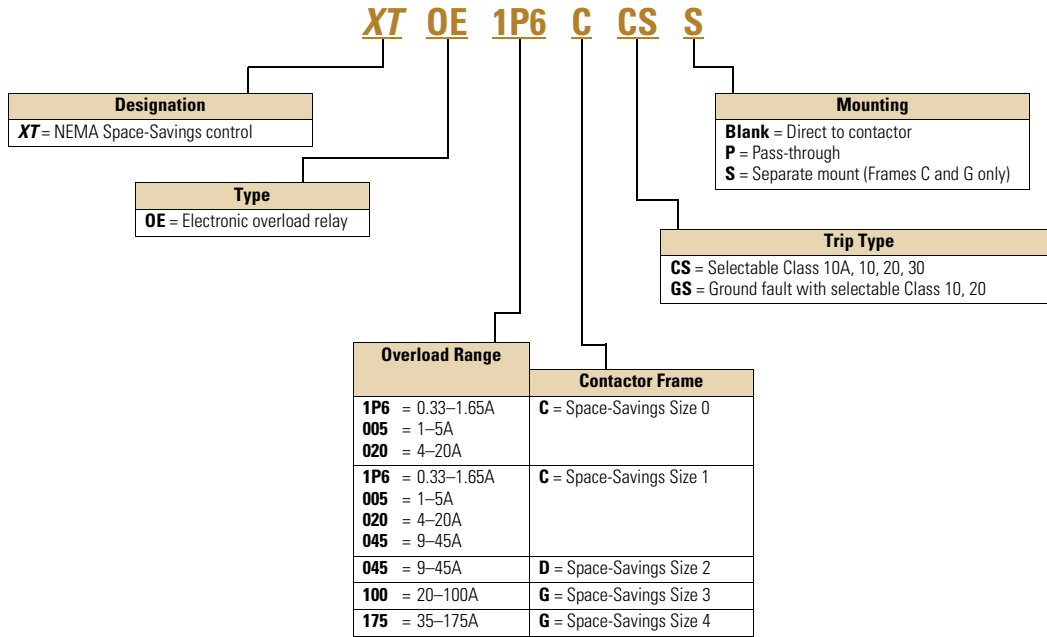 XT OE 1P6 C CS S
Designation
XT = NEMA Space-Savings control
Type
OE = Electronic overload relay
Mounting
Blank = Direct to contactor
P = Pass-through
S = Separate mount (Frames C and G only)
Trip Type
CS = Selectable Class 10A, 10, 20, 30
GS = Ground fault with selectable Class 10, 20
Overload Range
Contactor Frame
1P6 = 0.33–1.65A C = Space-Savings Size 0
005 = 1–5A
020 = 4–20A
1P6 = 0.33–1.65A C = Space-Savings Size 1
005 = 1–5A
020 = 4–20A
045 = 9–45A
045 = 9–45A D = Space-Savings Size 2
100 = 20–100A G = Space-Savings Size 3
175 = 35–175A G = Space-Savings Size 4